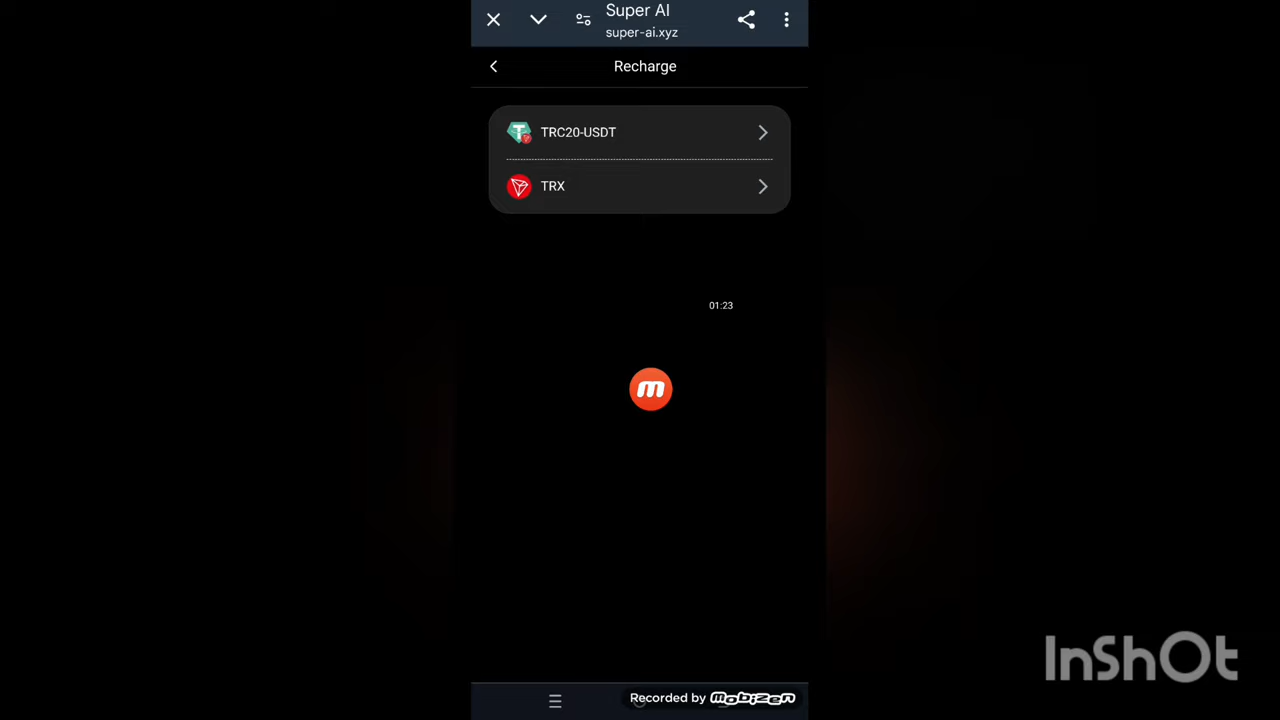 Super AI
super-ai.xyz
Recharge
TRC20-USDT
TRX
01:23
m
Recorded by mobizen
InShOt